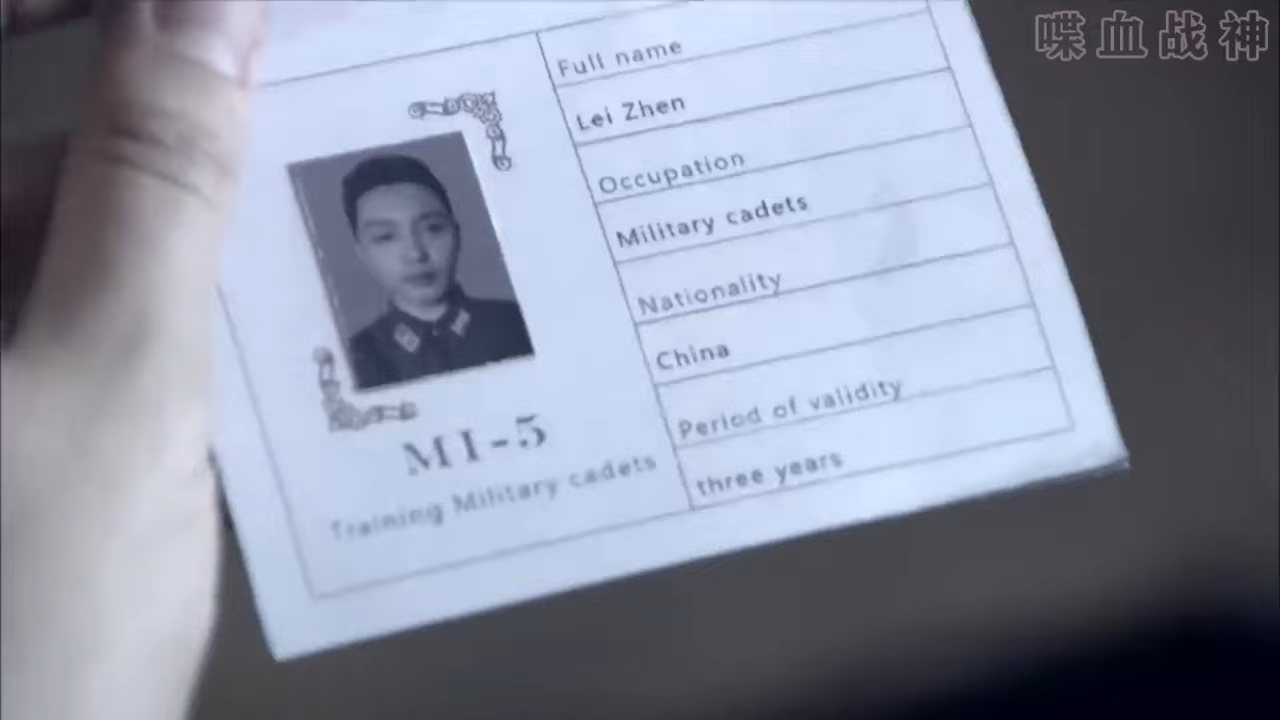 喋血战神
Full name
Lei Zhen
Occupation
Military cadets
Nationality
China
Period of validity
three years
MI-5
Training Military cadets